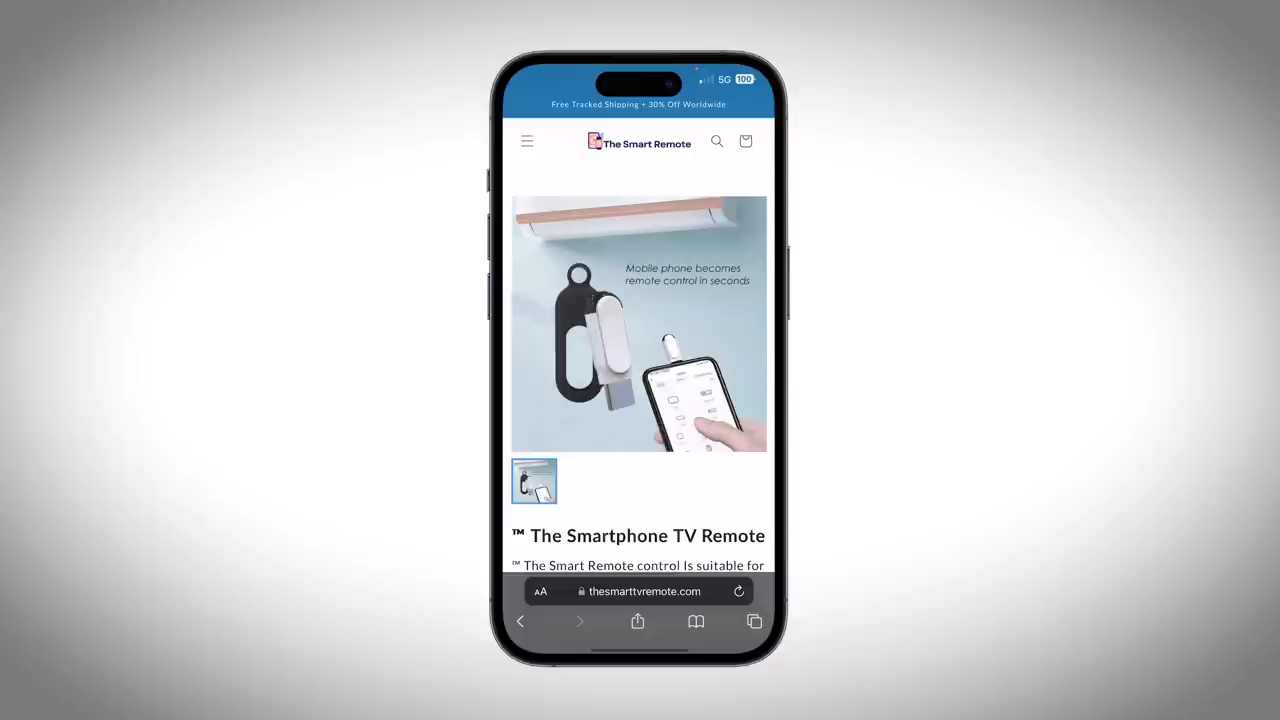 5G 100
Free Tracked Shipping + 30% Off Worldwide
The Smart Remote
Mobile phone becomes
remote control in seconds
™ The Smartphone TV Remote
™ The Smart Remote control Is suitable for
AA thesmarttvremote.com